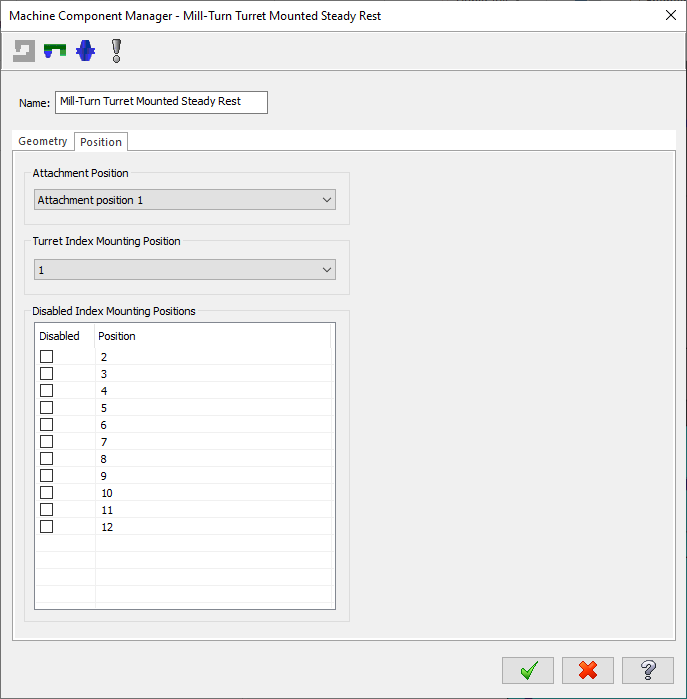 Machine Component Manager - Mill-Turn Turret Mounted Steady Rest
Name: Mill-Turn Turret Mounted Steady Rest
Geometry Position
Attachment Position
Attachment position 1
Turret Index Mounting Position
1
Disabled Index Mounting Positions
Disabled Position
2
3
4
5
6
7
8
9
10
11
12